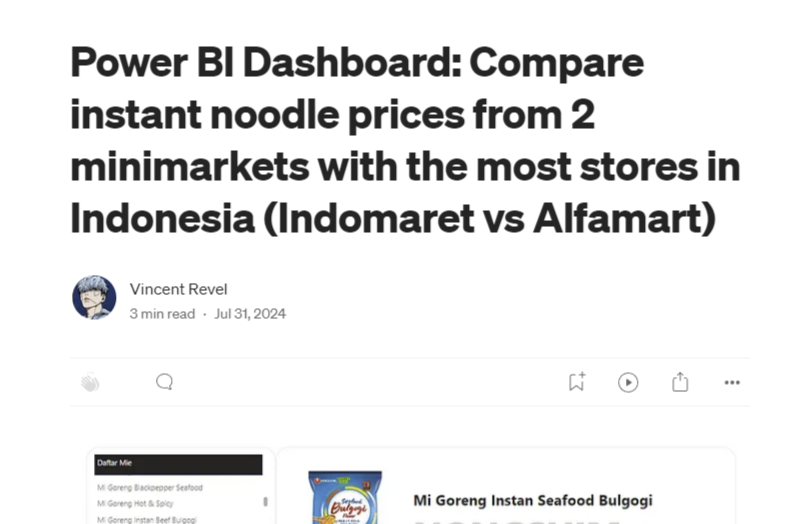 Power BI Dashboard: Compare
instant noodle prices from 2
minimarkets with the most stores in
Indonesia (Indomaret vs Alfamart)
Vincent Revel
3 min read · Jul 31, 2024
Daftar Mie
Mi Goreng Blackpepper Seafood
Mi Goreng Hot & Spicy
Mi Goreng Instan Beef Bulgogi
Mi Goreng Instan Seafood Bulgogi
Seafood
Bulgogi